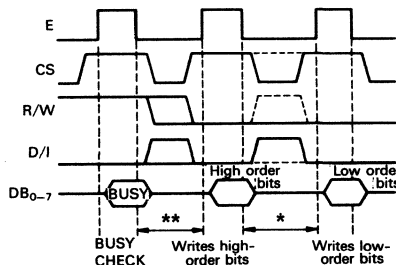 E
CS
R/W
D/I
High order
bits
Low order
bits
DB0-7
BUSY
**
*
BUSY
CHECK
Writes high-
order bits
Writes low-
order bits